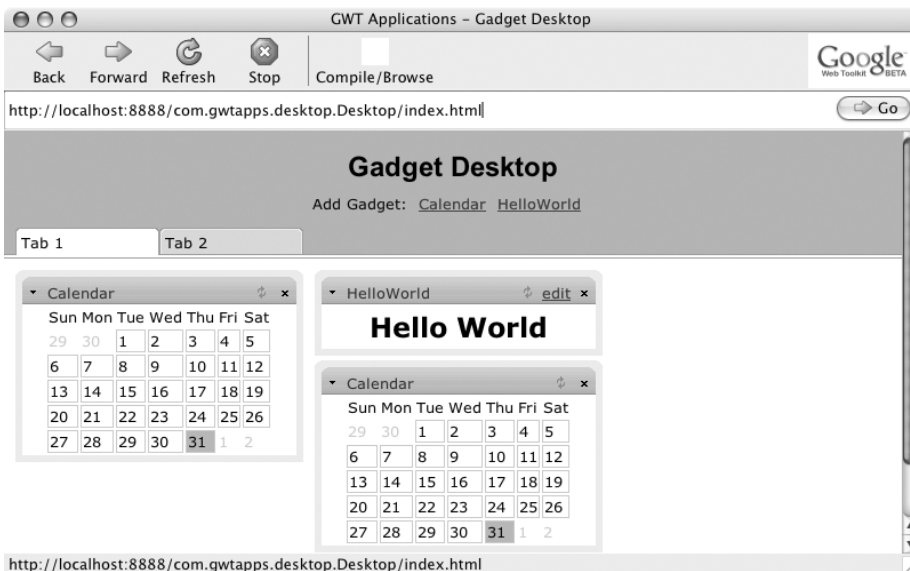 GWT Applications – Gadget Desktop
Back Forward Refresh Stop Compile/Browse
Google
Web Toolkit BETA
http://localhost:8888/com.gwtapps.desktop.Desktop/index.html
Go
Gadget Desktop
Add Gadget: Calendar HelloWorld
Tab 1 Tab 2
Calendar
Sun Mon Tue Wed Thu Fri Sat
29 30 1 2 3 4 5
6 7 8 9 10 11 12
13 14 15 16 17 18 19
20 21 22 23 24 25 26
27 28 29 30 31 1 2
HelloWorld edit
Hello World
Calendar
Sun Mon Tue Wed Thu Fri Sat
29 30 1 2 3 4 5
6 7 8 9 10 11 12
13 14 15 16 17 18 19
20 21 22 23 24 25 26
27 28 29 30 31 1 2
http://localhost:8888/com.gwtapps.desktop.Desktop/index.html